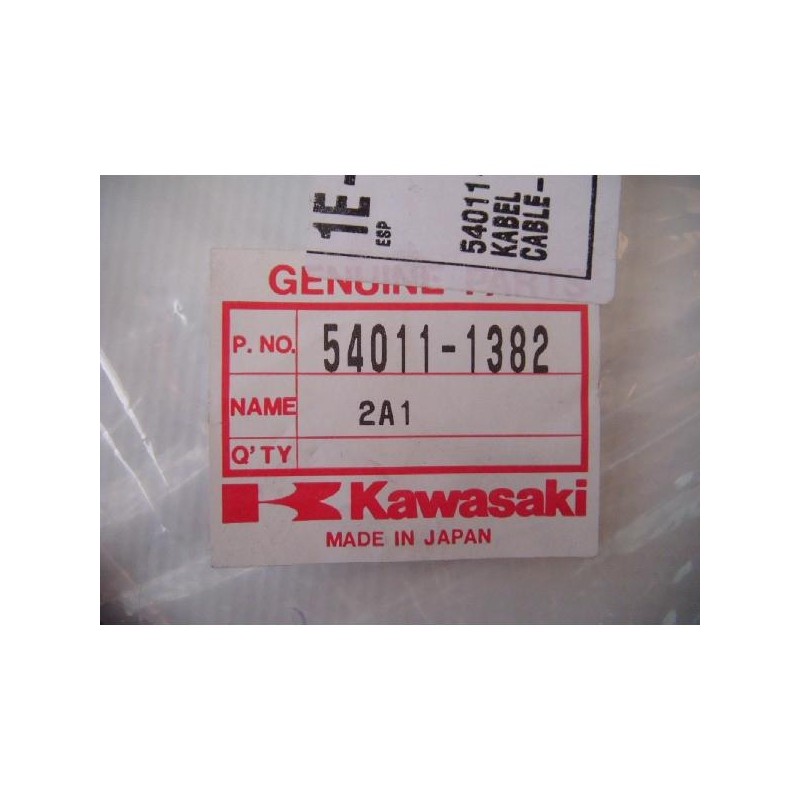 1E-
ESP
54011-
KABEL
CABLE-
GENUINE PARTS
P. NO. 54011-1382
NAME 2A1
Q'TY
Kawasaki
MADE IN JAPAN